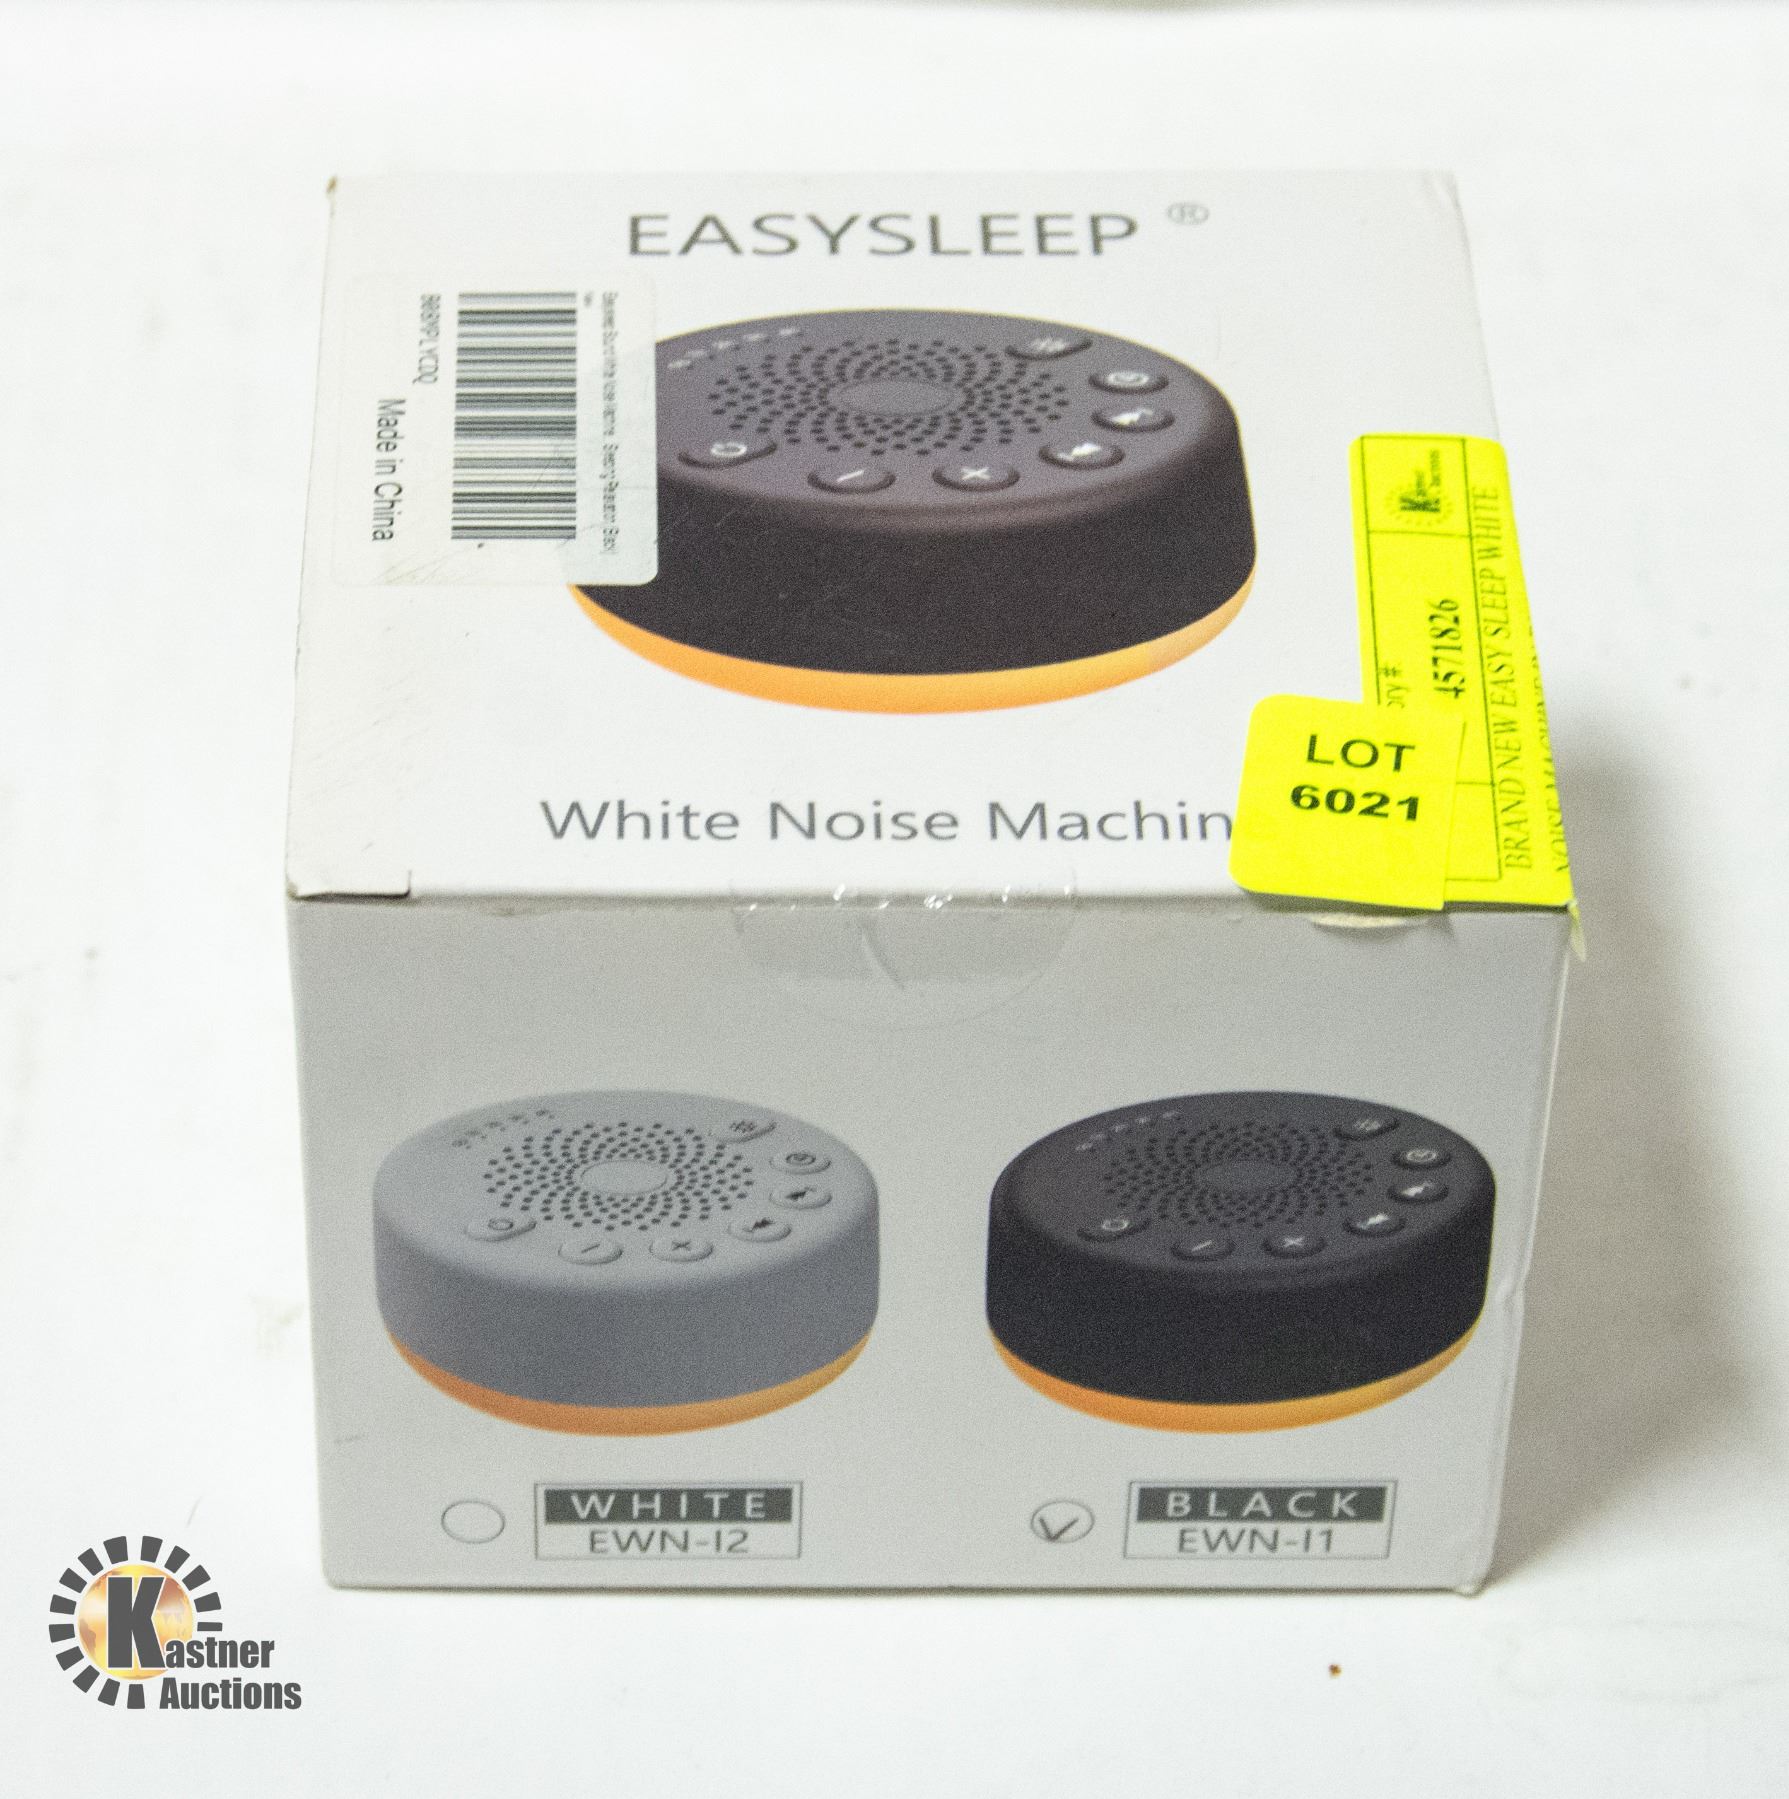 EASYSLEEP ®
Made in China
White Noise Machin
LOT
6021
4571826
BRAND NEW EASY SLEEP WHITE
WHITE
EWN-I2
BLACK
EWN-I1
Kastner
Auctions